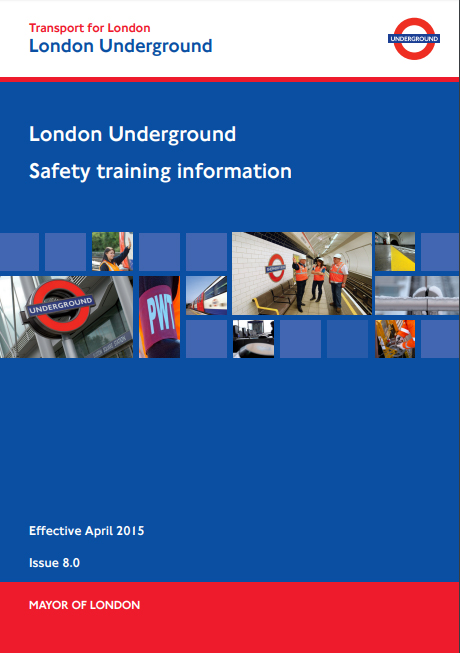 Transport for London
London Underground
UNDERGROUND
London Underground
Safety training information
UNDERGROUND
PWT
Effective April 2015
Issue 8.0
MAYOR OF LONDON